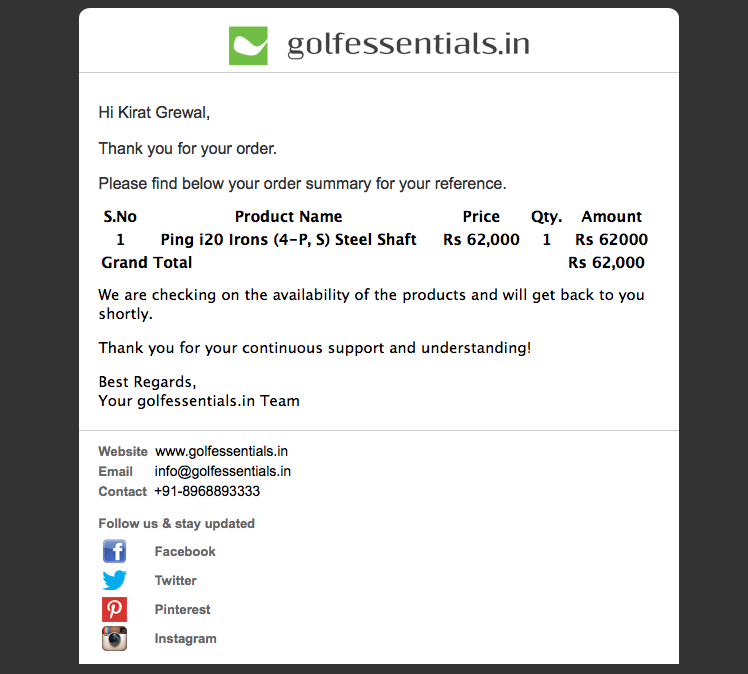 golfessentials.in
Hi Kirat Grewal,
Thank you for your order.
Please find below your order summary for your reference.
S.No Product Name Price Qty. Amount
1 Ping i20 Irons (4-P, S) Steel Shaft Rs 62,000 1 Rs 62000
Grand Total Rs 62,000
We are checking on the availability of the products and will get back to you
shortly.
Thank you for your continuous support and understanding!
Best Regards,
Your golfessentials.in Team
Website www.golfessentials.in
Email info@golfessentials.in
Contact +91-8968893333
Follow us & stay updated
Facebook
Twitter
Pinterest
Instagram